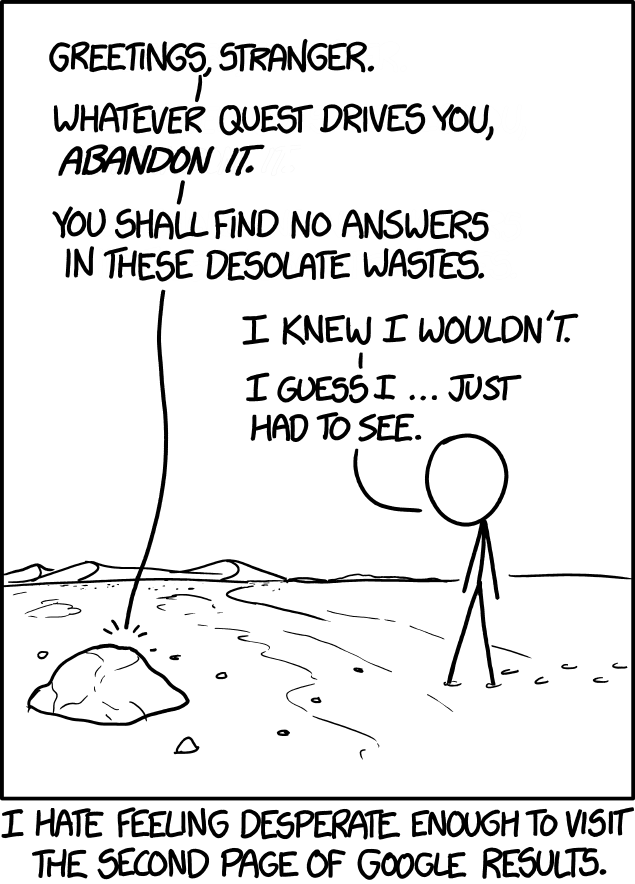 GREETINGS, STRANGER.
WHATEVER QUEST DRIVES YOU,
ABANDON IT.
YOU SHALL FIND NO ANSWERS
IN THESE DESOLATE WASTES.
I KNEW I WOULDN'T.
I GUESS I ... JUST
HAD TO SEE.
I HATE FEELING DESPERATE ENOUGH TO VISIT
THE SECOND PAGE OF GOOGLE RESULTS.